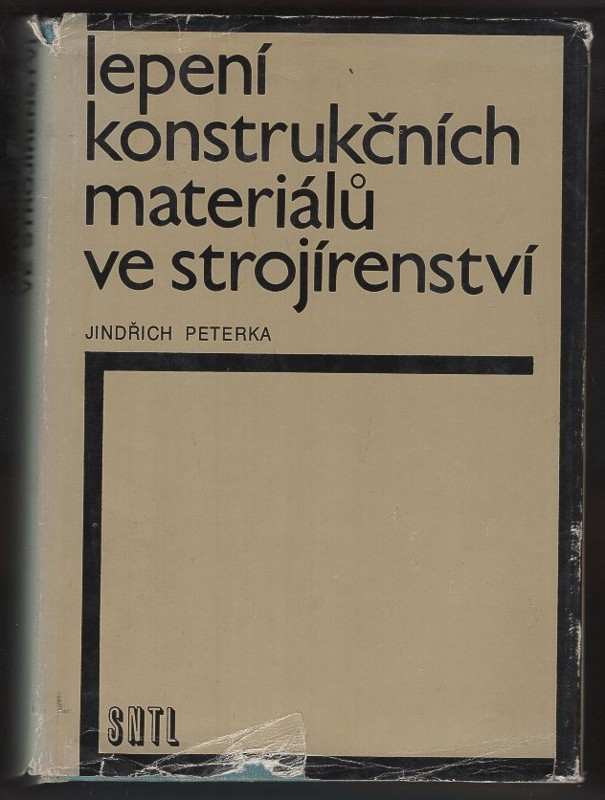 lepení
konstrukčních
materiálů
ve strojírenství
JINDŘICH PETERKA
SNTL